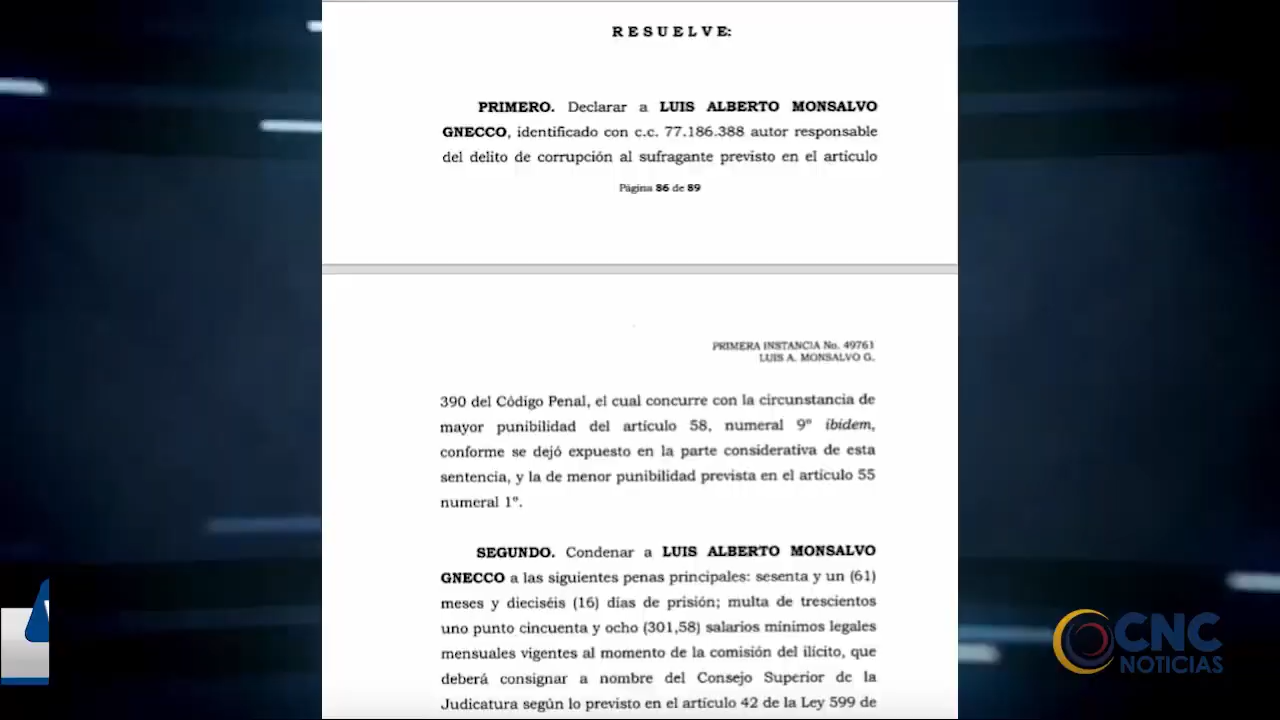 R E S U E L V E:
PRIMERO. Declarar a LUIS ALBERTO MONSALVO
GNECCO, identificado con c.c. 77.186.388 autor responsable
del delito de corrupción al sufragante previsto en el artículo
Página 86 de 89
PRIMERA INSTANCIA No. 49761
LUIS A. MONSALVO G.
390 del Código Penal, el cual concurre con la circunstancia de
mayor punibilidad del artículo 58, numeral 9º ibídem,
conforme se dejó expuesto en la parte considerativa de esta
sentencia, y la de menor punibilidad prevista en el artículo 55
numeral 1º.
SEGUNDO. Condenar a LUIS ALBERTO MONSALVO
GNECCO a las siguientes penas principales: sesenta y un (61)
meses y dieciséis (16) días de prisión; multa de trescientos
uno punto cincuenta y ocho (301,58) salarios mínimos legales
mensuales vigentes al momento de la comisión del ilícito, que
deberá consignar a nombre del Consejo Superior de la
Judicatura según lo previsto en el artículo 42 de la Ley 599 de
CNC
NOTICIAS